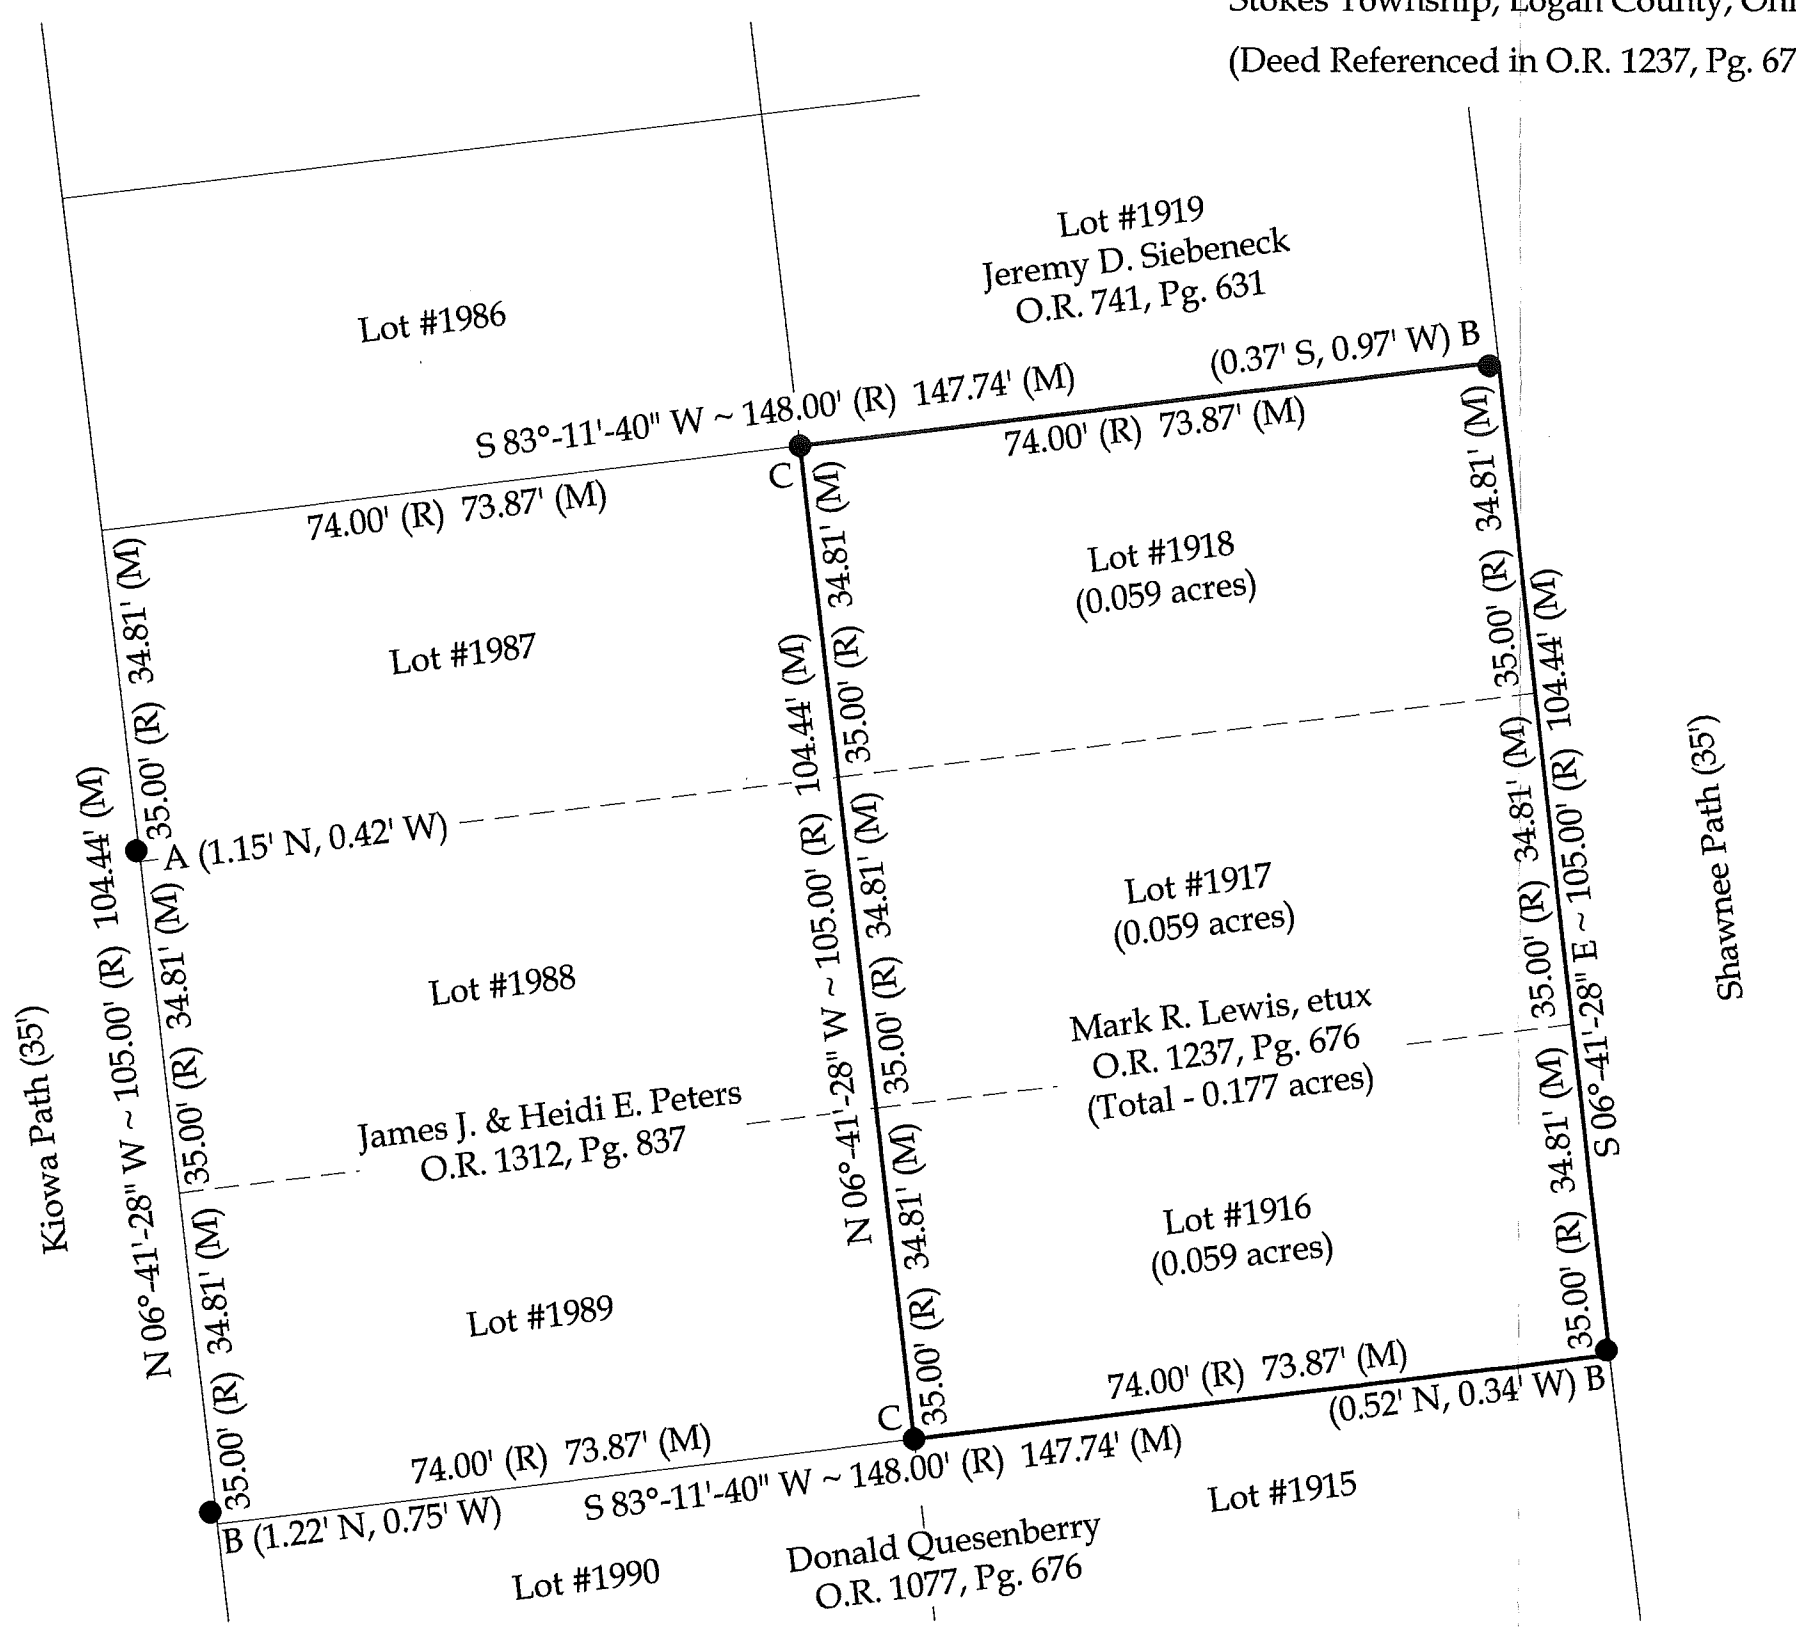 Stokes Township, Logan County,
(Deed Referenced in O.R. 1237, Pg. 67
Lot #1919
Jeremy D. Siebeneck
O.R. 741, Pg. 631
Lot #1986
(0.37' S, 0.97' W) B
S 83°-11'-40" W ~ 148.00' (R) 147.74' (M)
74.00' (R) 73.87' (M)
C
74.00' (R) 73.87' (M)
35.00' (R) 34.81' (M)
35.00' (R) 34.81' (M)
35.00' (R) 34.81' (M)
Lot #1918
(0.059 acres)
Lot #1987
N 06°-41'-28" W ~ 105.00' (R) 104.44' (M)
N 06°-41'-28" W ~ 105.00' (R) 104.44' (M)
S 06°-41'-28" E ~ 105.00' (R) 104.44' (M)
Kiowa Path (35')
Shawnee Path (35')
A (1.15' N, 0.42' W)
35.00' (R) 34.81' (M)
35.00' (R) 34.81' (M)
35.00' (R) 34.81' (M)
Lot #1917
(0.059 acres)
Lot #1988
Mark R. Lewis, etux
O.R. 1237, Pg. 676
(Total - 0.177 acres)
James J. & Heidi E. Peters
O.R. 1312, Pg. 837
35.00' (R) 34.81' (M)
35.00' (R) 34.81' (M)
35.00' (R) 34.81' (M)
Lot #1916
(0.059 acres)
Lot #1989
74.00' (R) 73.87' (M)
(0.52' N, 0.34' W) B
C
74.00' (R) 73.87' (M)
S 83°-11'-40" W ~ 148.00' (R) 147.74' (M)
B (1.22' N, 0.75' W)
Lot #1915
Donald Quesenberry
O.R. 1077, Pg. 676
Lot #1990